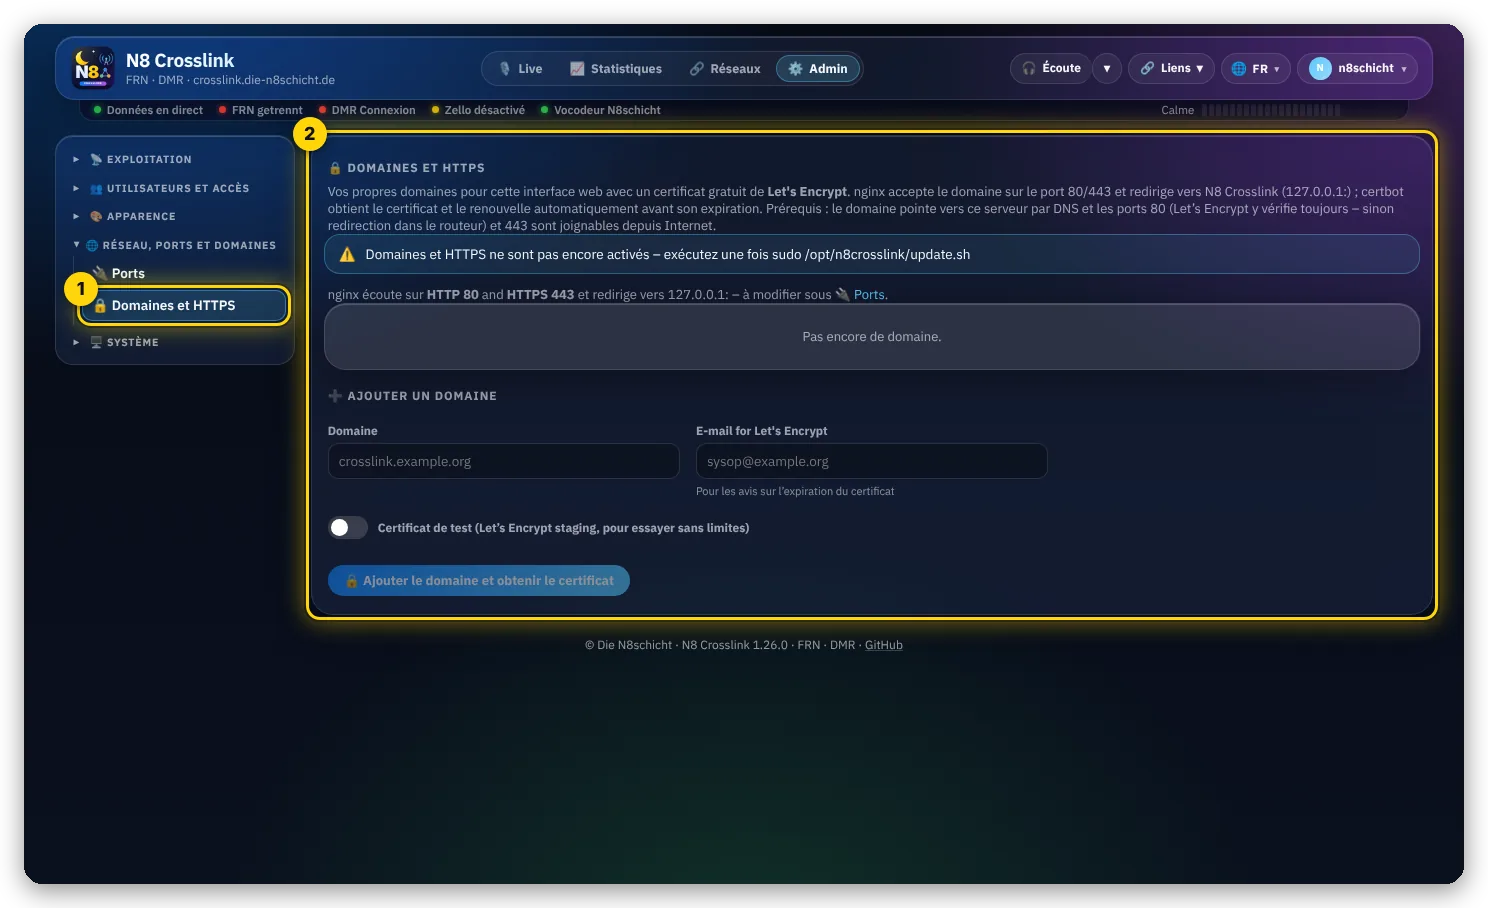 N8 Crosslink
FRN · DMR · crosslink.die-n8schicht.de
Live
Statistiques
Réseaux
Admin
Écoute
Liens
FR
N
n8schicht
Données en direct
FRN getrennt
DMR Connexion
Zello désactivé
Vocodeur N8schicht
Calme
EXPLOITATION
UTILISATEURS ET ACCÈS
APPARENCE
RÉSEAU, PORTS ET DOMAINES
Ports
1
Domaines et HTTPS
SYSTÈME
2
DOMAINES ET HTTPS
Vos propres domaines pour cette interface web avec un certificat gratuit de Let's Encrypt. nginx accepte le domaine sur le port 80/443 et redirige vers N8 Crosslink (127.0.0.1:) ; certbot
obtient le certificat et le renouvelle automatiquement avant son expiration. Prérequis : le domaine pointe vers ce serveur par DNS et les ports 80 (Let’s Encrypt y vérifie toujours – sinon
redirection dans le routeur) et 443 sont joignables depuis Internet.
Domaines et HTTPS ne sont pas encore activés – exécutez une fois sudo /opt/n8crosslink/update.sh
nginx écoute sur HTTP 80 and HTTPS 443 et redirige vers 127.0.0.1: – à modifier sous Ports.
Pas encore de domaine.
AJOUTER UN DOMAINE
Domaine
E-mail for Let's Encrypt
crosslink.example.org
sysop@example.org
Pour les avis sur l’expiration du certificat
Certificat de test (Let’s Encrypt staging, pour essayer sans limites)
Ajouter le domaine et obtenir le certificat
© Die N8schicht · N8 Crosslink 1.26.0 · FRN · DMR · GitHub